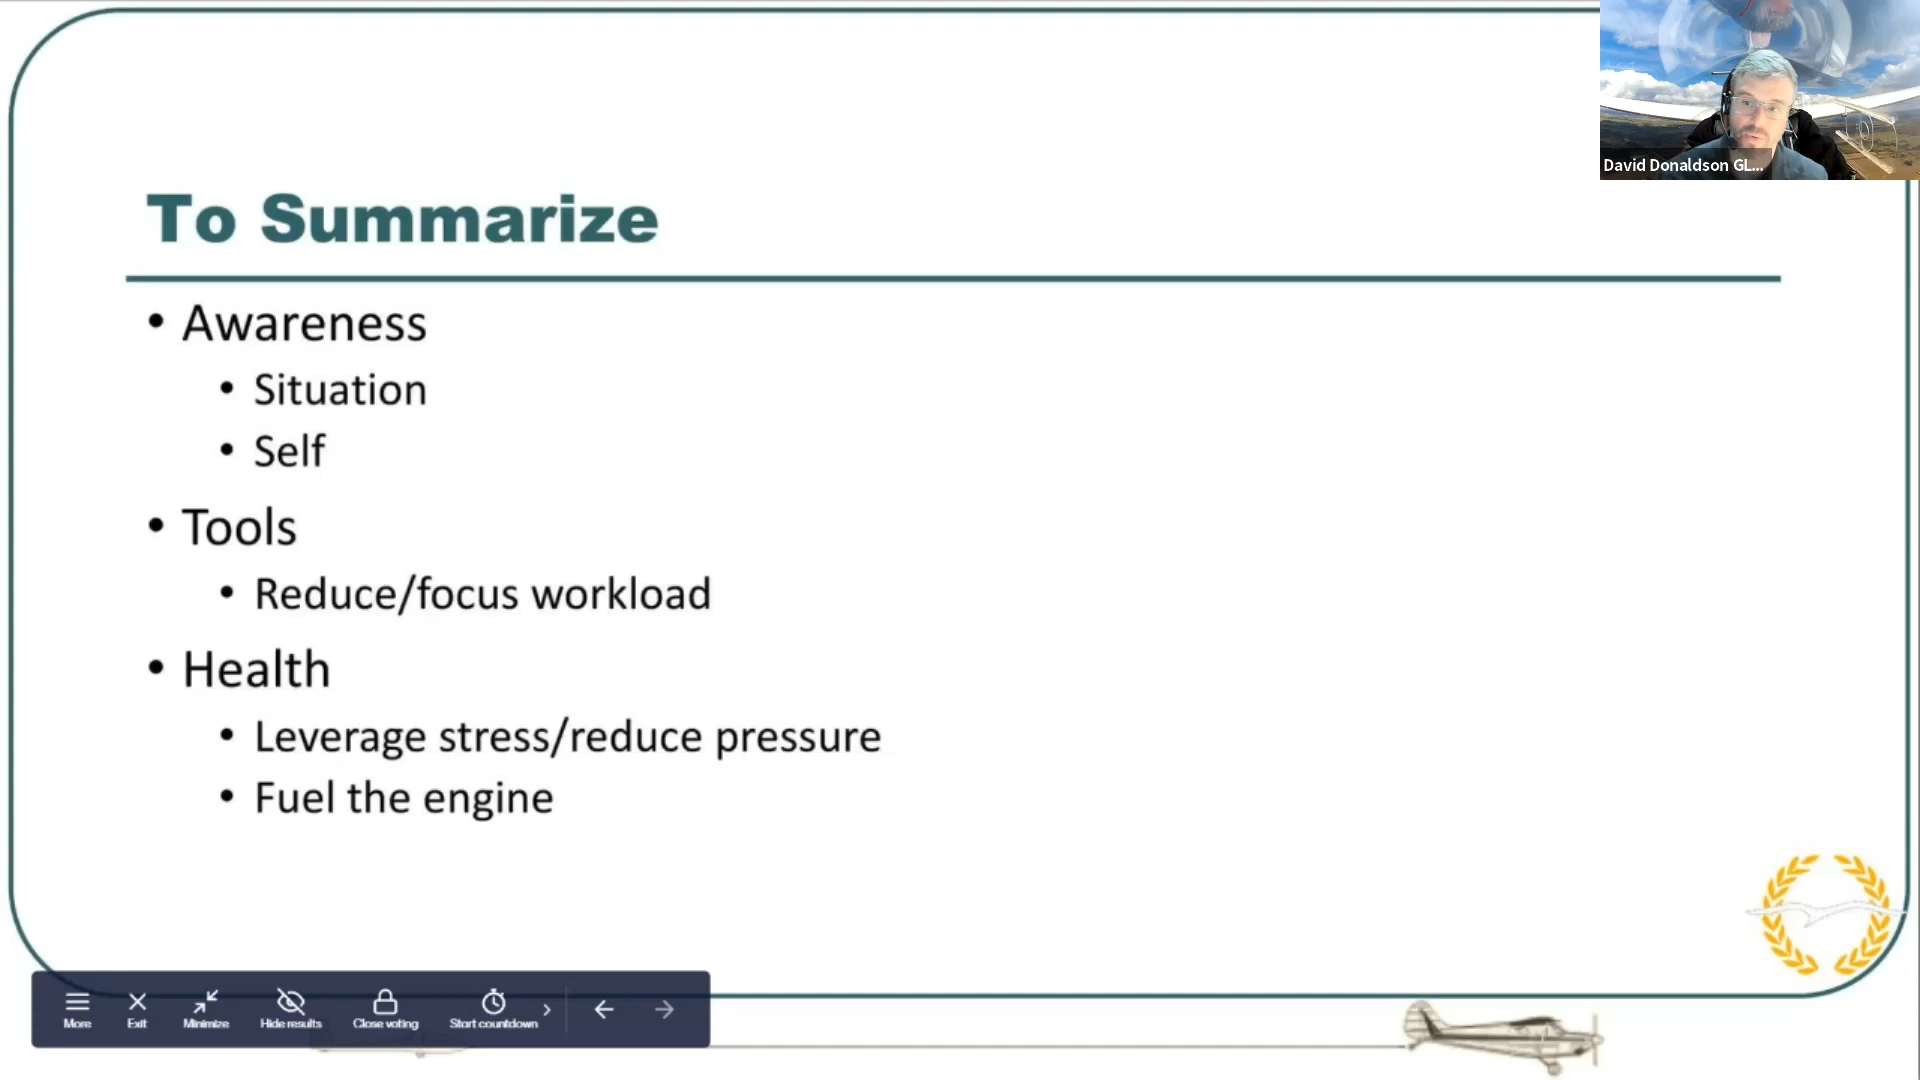 David Donaldson GL...
To Summarize
• Awareness
• Situation
• Self
• Tools
• Reduce/focus workload
• Health
• Leverage stress/reduce pressure
• Fuel the engine
More Exit Minimize Hide results Close voting Start countdown